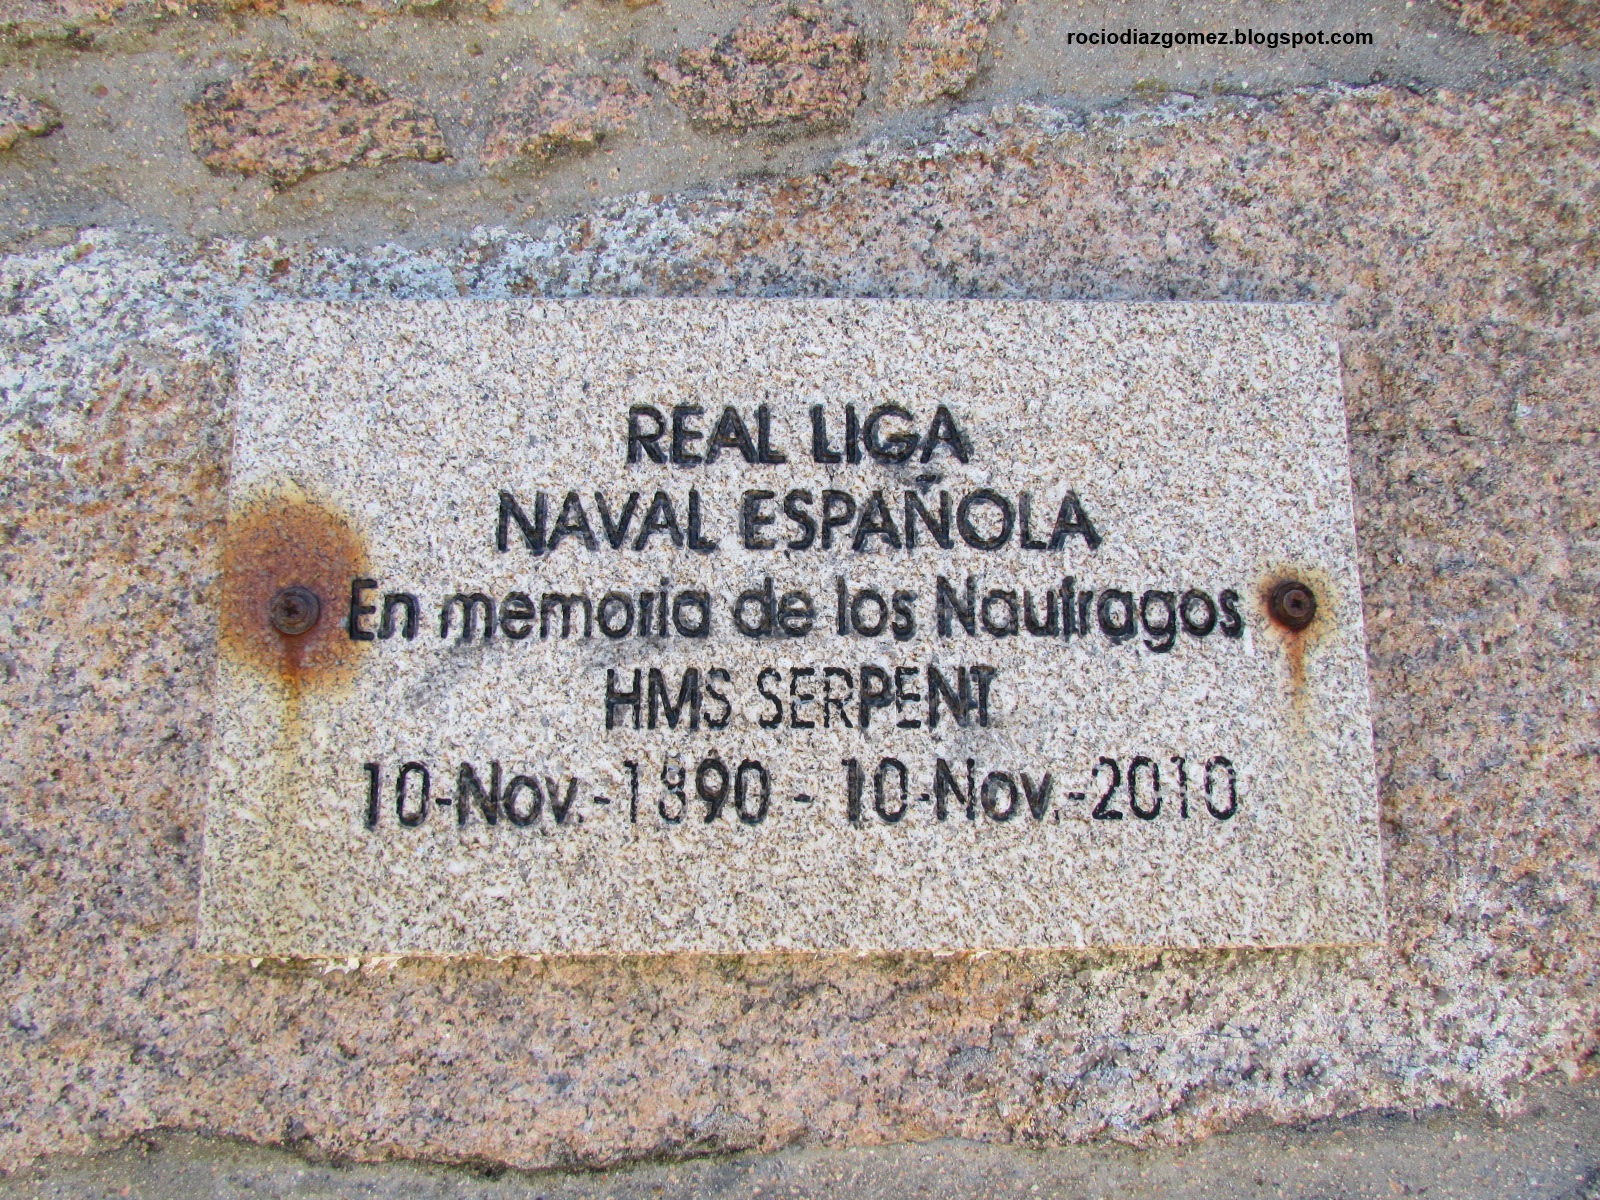 rociodiazgomez.blogspot.com
REAL LIGA
NAVAL ESPAÑOLA
En memoria de los Naufragos
HMS SERPENT
10-Nov.-1890 - 10-Nov.-2010